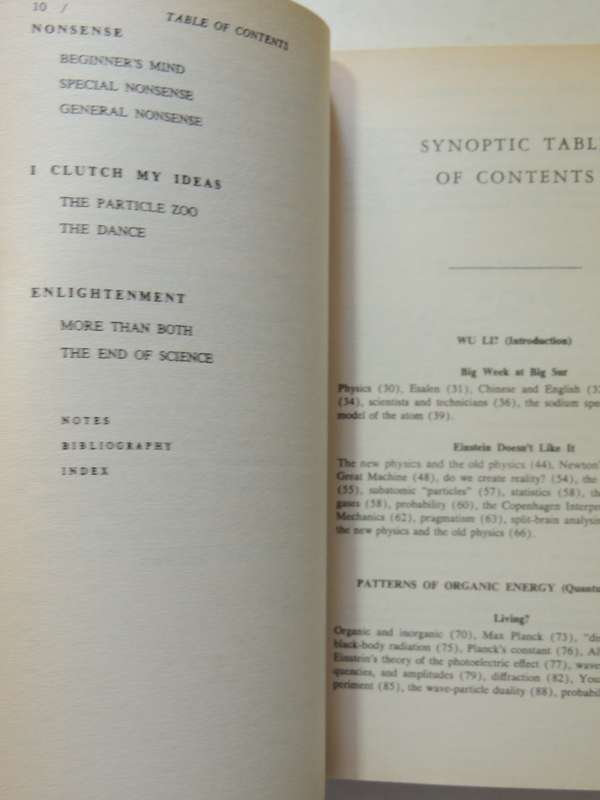 10 /
TABLE OF CONTENTS
NONSENSE
BEGINNER'S MIND
SPECIAL NONSENSE
GENERAL NONSENSE
I CLUTCH MY IDEAS
THE PARTICLE ZOO
THE DANCE
ENLIGHTENMENT
MORE THAN BOTH
THE END OF SCIENCE
NOTES
BIBLIOGRAPHY
INDEX
SYNOPTIC TABL
OF CONTENTS
WU LI? (Introduction)
Big Week at Big Sur
Physics (30), Esalen (31), Chinese and English
(34), scientists and technicians (36), the sodium spe
model of the atom (39).
Einstein Doesn't Like It
The new physics and the old physics (44), Newton'
Great Machine (48), do we create reality? (54), the
(55), subatomic "particles" (57), statistics (58), th
gases (58), probability (60), the Copenhagen Interpr
Mechanics (62), pragmatism (63), split-brain analysis
the new physics and the old physics (66).
PATTERNS OF ORGANIC ENERGY (Quantu
Living?
Organic and inorganic (70), Max Planck (73), "dis
black-body radiation (75), Planck's constant (76), Al
Einstein's theory of the photoelectric effect (77), wave
quencies, and amplitudes (79), diffraction (82), You
periment (85), the wave-particle duality (88), probabil